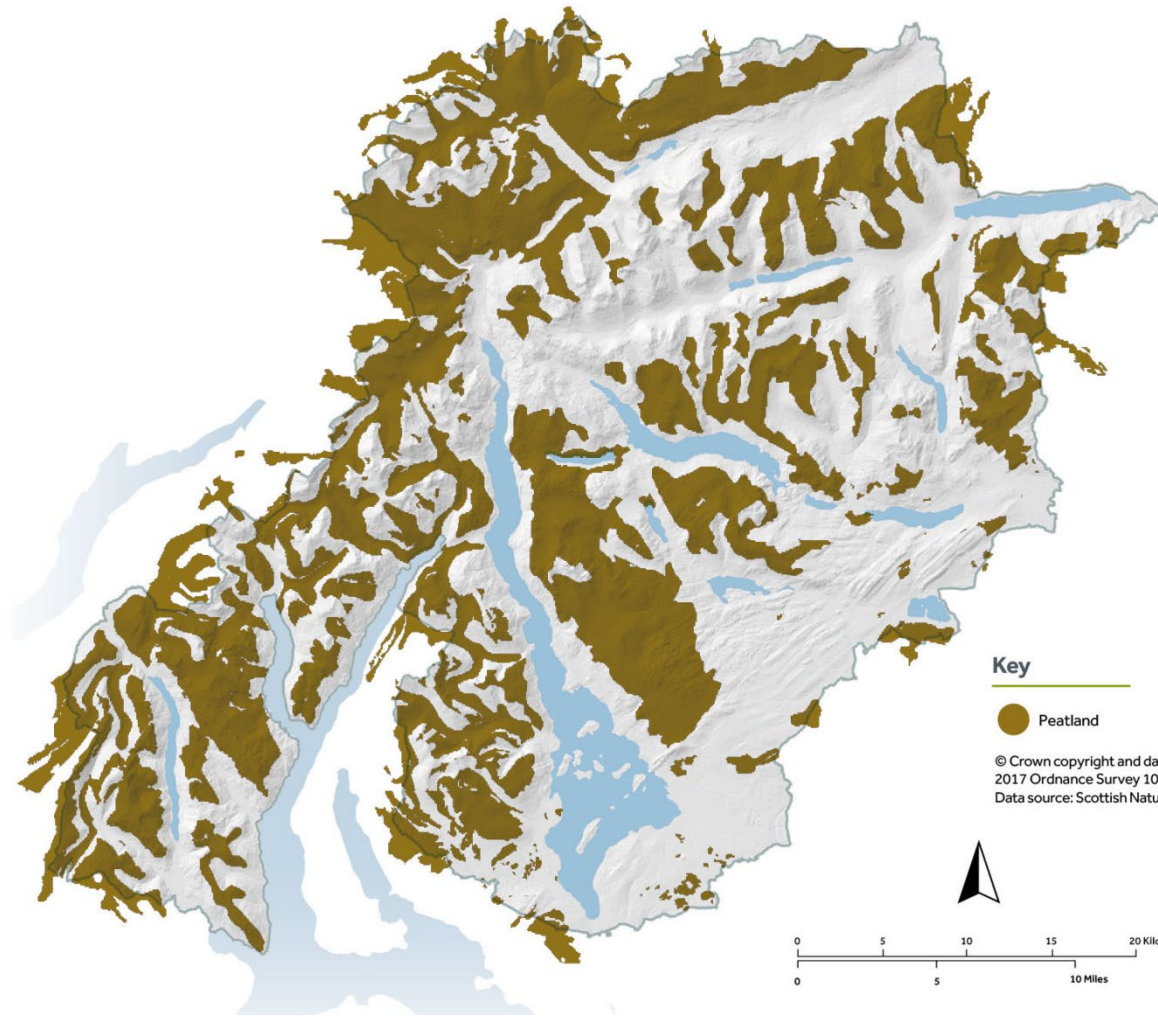 Key
Peatland
© Crown copyright and da
2017 Ordnance Survey 10
Data source: Scottish Natu
0 5 10 15 20 Kilo
0 5 10 Miles